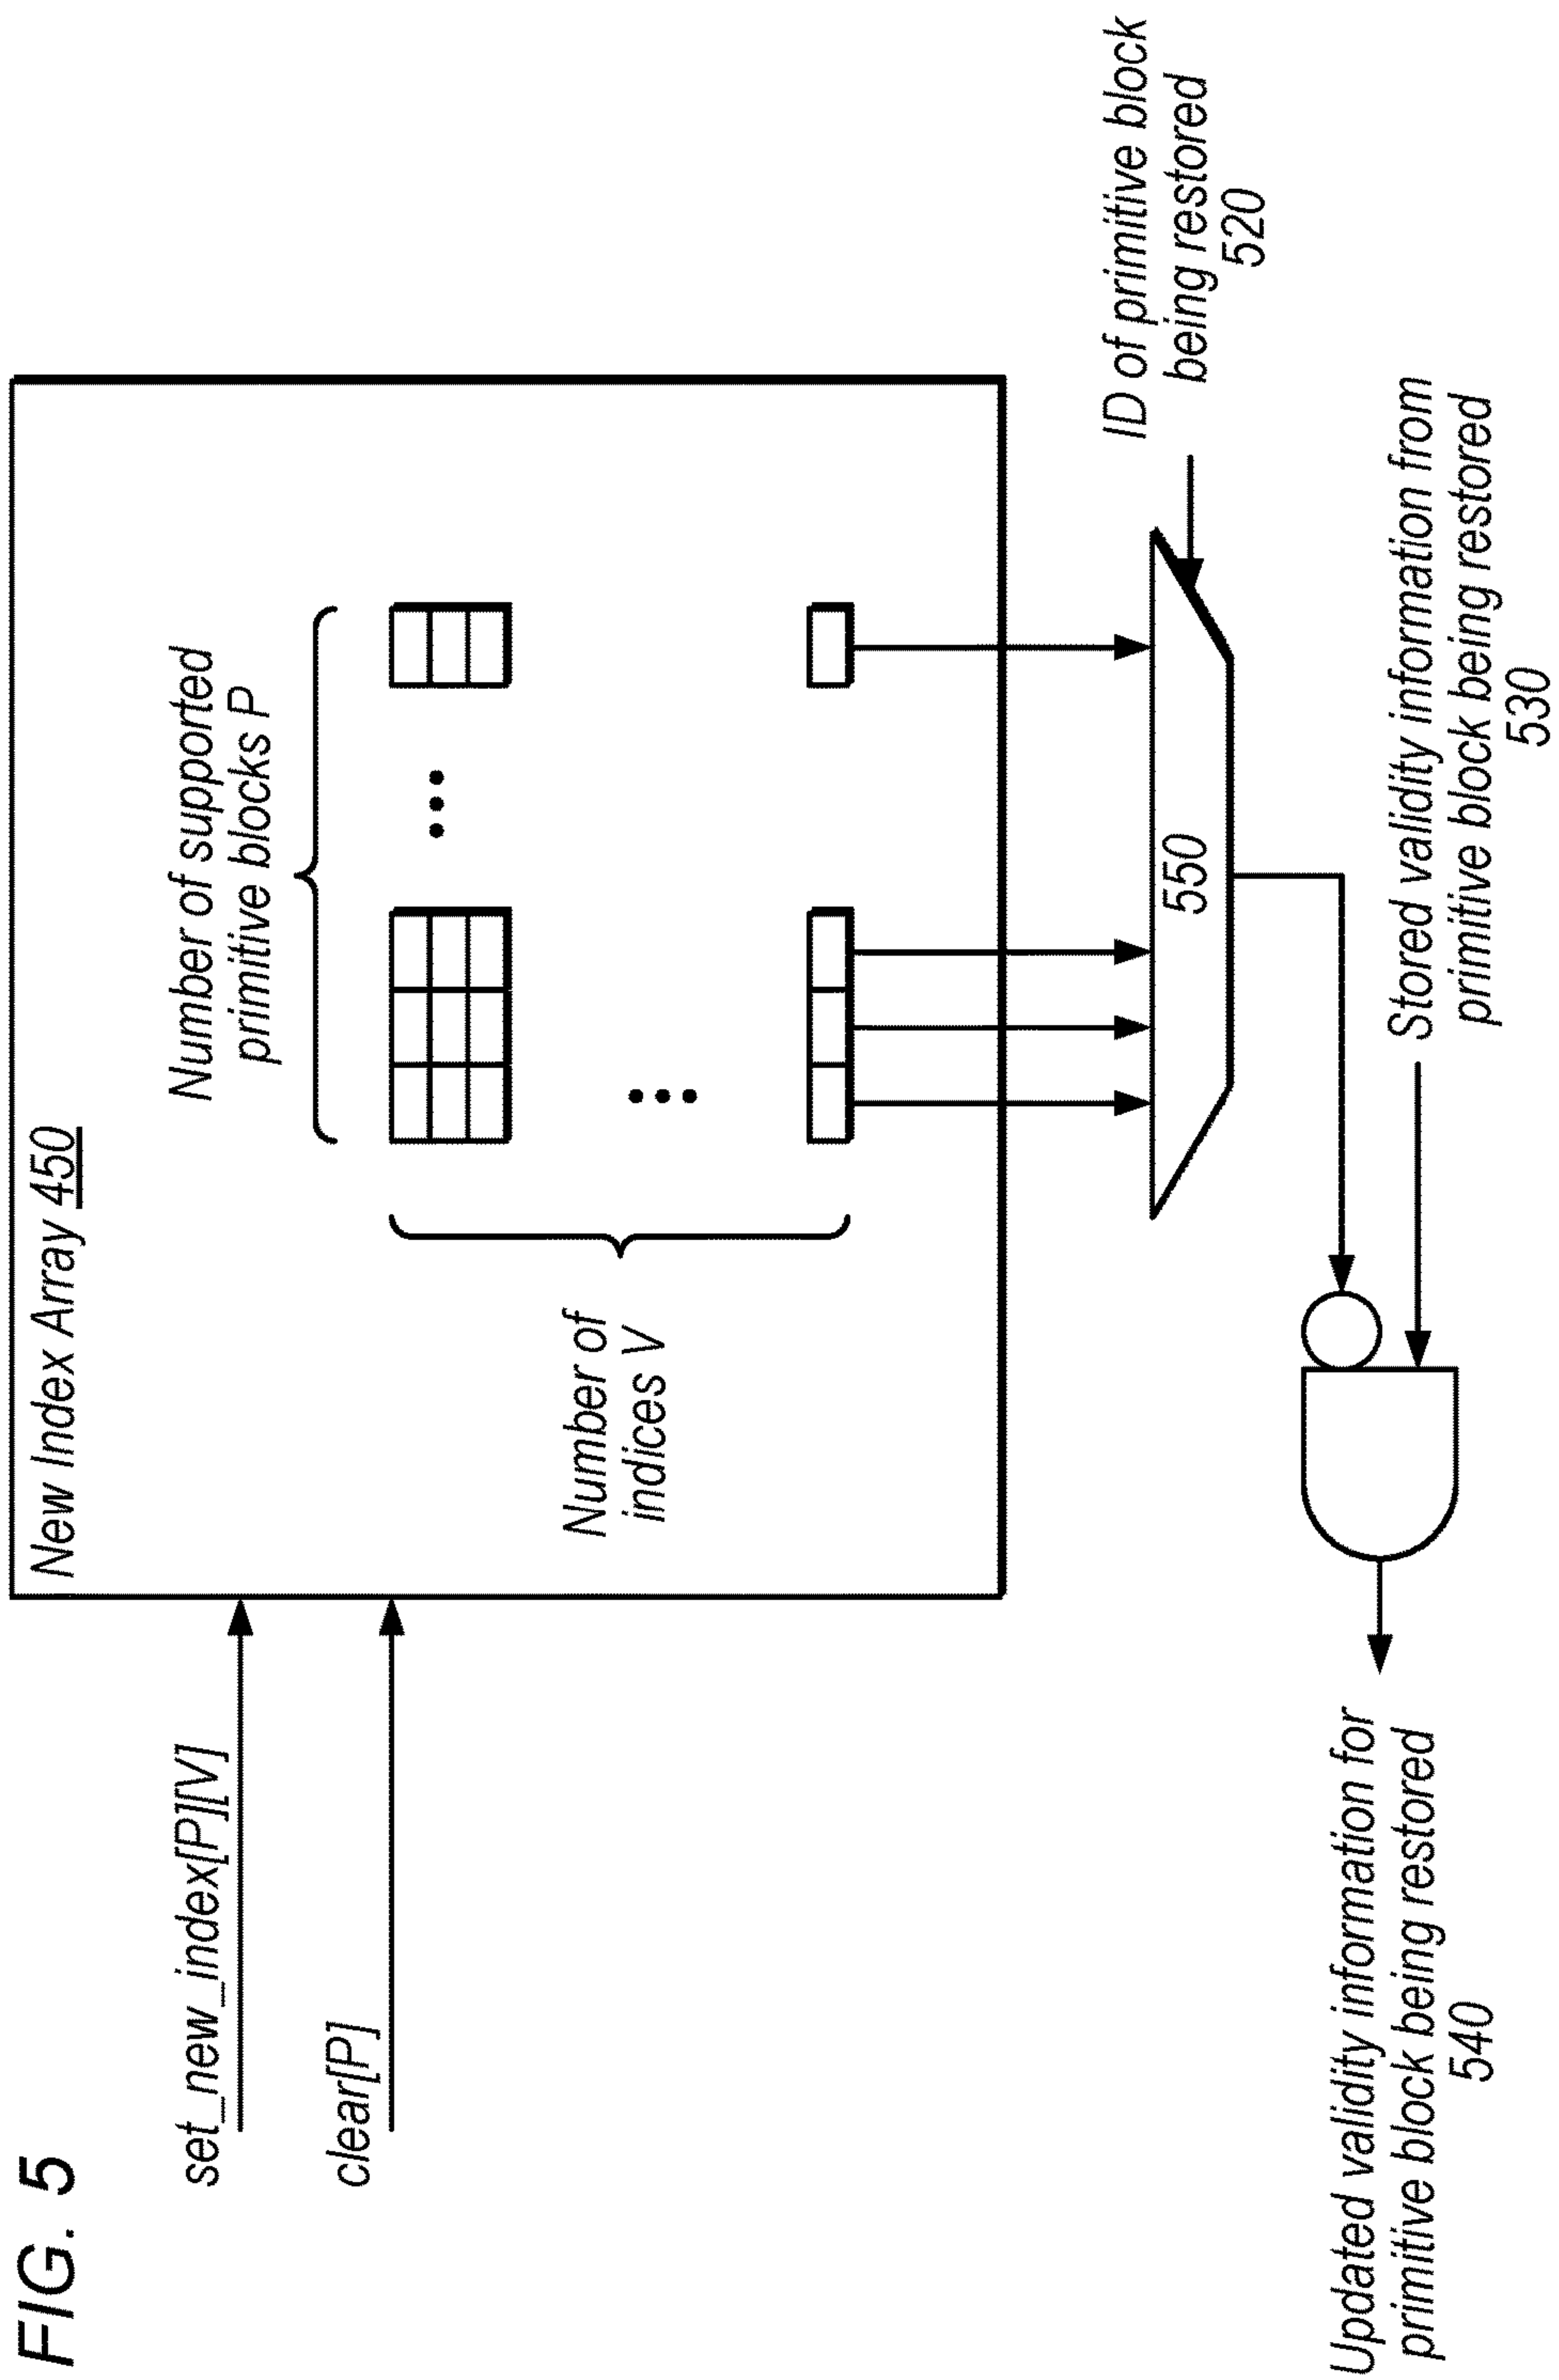 FIG. 5
New Index Array 450
set_new_index[P][V]
clear[P]
Number of supported
primitive blocks P
Number of
indices V
ID of primitive block
being restored
520
550
Stored validity information from
primitive block being restored
530
Updated validity information for
primitive block being restored
540